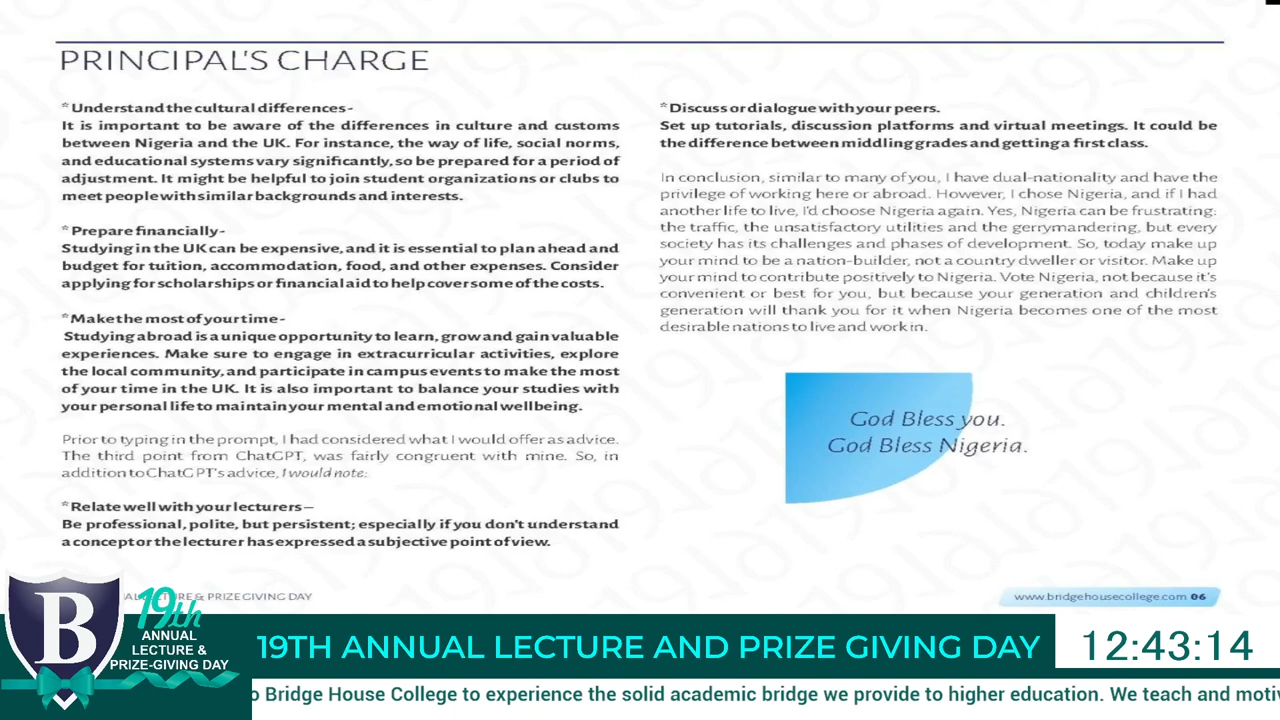 PRINCIPAL'S CHARGE
* Understand the cultural differences-
It is important to be aware of the differences in culture and customs
between Nigeria and the UK. For instance, the way of life, social norms,
and educational systems vary significantly, so be prepared for a period of
adjustment. It might be helpful to join student organizations or clubs to
meet people with similar backgrounds and interests.
* Prepare financially-
Studying in the UK can be expensive, and it is essential to plan ahead and
budget for tuition, accommodation, food, and other expenses. Consider
applying for scholarships or financial aid to help cover some of the costs.
* Make the most of your time-
Studying abroad is a unique opportunity to learn, grow and gain valuable
experiences. Make sure to engage in extracurricular activities, explore
the local community, and participate in campus events to make the most
of your time in the UK. It is also important to balance your studies with
your personal life to maintain your mental and emotional wellbeing.
Prior to typing in the prompt, I had considered what I would offer as advice.
The third point from ChatGPT, was fairly congruent with mine. So, in
addition to ChatGPT's advice, I would note:
* Relate well with your lecturers–
Be professional, polite, but persistent; especially if you don't understand
a concept or the lecturer has expressed a subjective point of view.
* Discuss or dialogue with your peers.
Set up tutorials, discussion platforms and virtual meetings. It could be
the difference between middling grades and getting a first class.
In conclusion, similar to many of you, I have dual-nationality and have the
privilege of working here or abroad. However, I chose Nigeria, and if I had
another life to live, I'd choose Nigeria again. Yes, Nigeria can be frustrating:
the traffic, the unsatisfactory utilities and the gerrymandering, but every
society has its challenges and phases of development. So, today make up
your mind to be a nation-builder, not a country dweller or visitor. Make up
your mind to contribute positively to Nigeria. Vote Nigeria, not because it's
convenient or best for you, but because your generation and children's
generation will thank you for it when Nigeria becomes one of the most
desirable nations to live and work in.
God Bless you.
God Bless Nigeria.
& PRIZE GIVING DAY
www.bridgehousecollege.com 06
B
19th
ANNUAL
LECTURE &
PRIZE-GIVING DAY
19TH ANNUAL LECTURE AND PRIZE GIVING DAY
12:43:14
o Bridge House College to experience the solid academic bridge we provide to higher education. We teach and moti